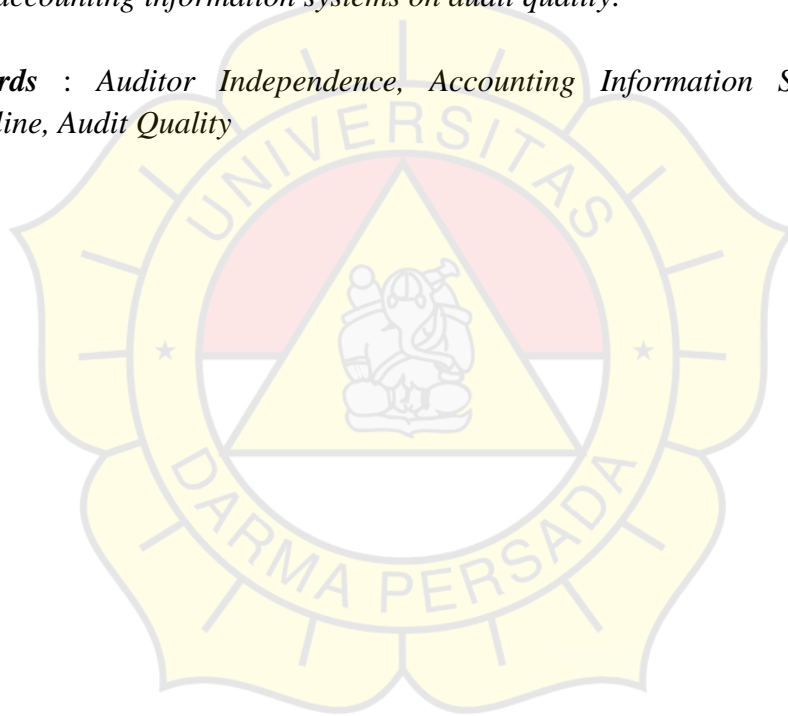 accounting information systems on audit quality.
rds : Auditor Independence, Accounting Information S
line, Audit Quality
UNIVERSITAS
DARMA PERSADA